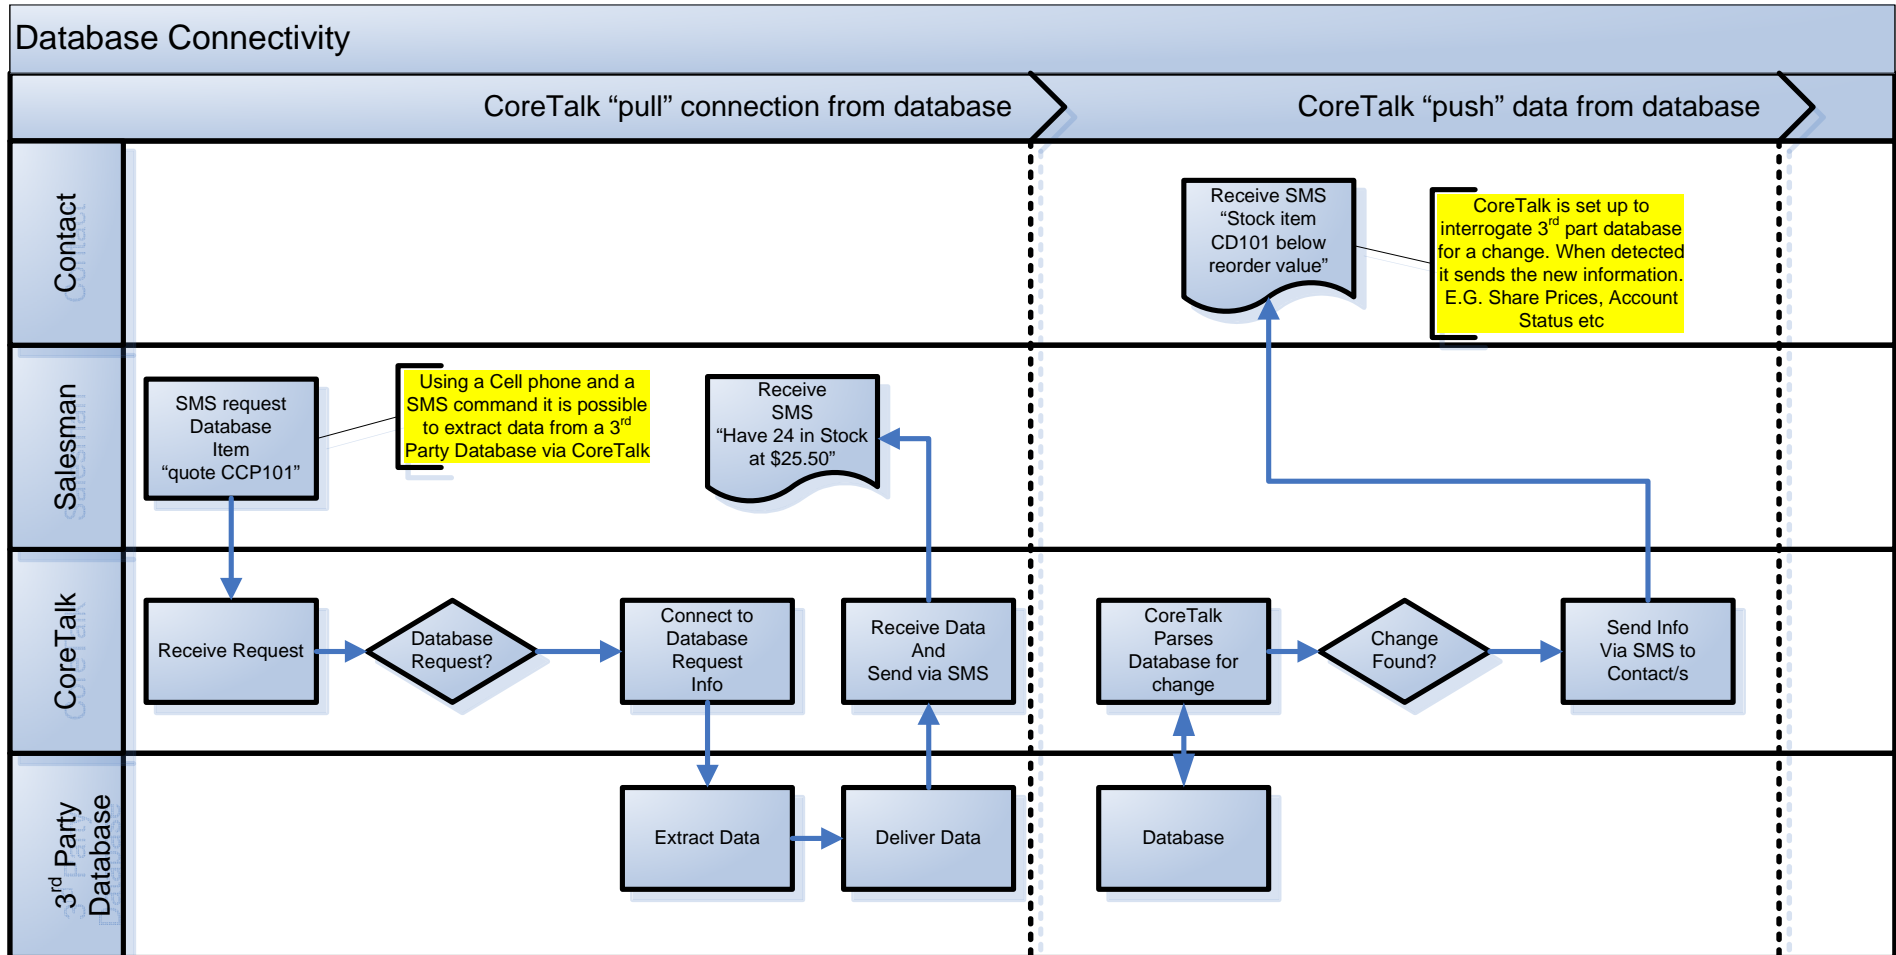 Database Connectivity
CoreTalk “pull” connection from database
CoreTalk “push” data from database
Contact
Receive SMS
“Stock item
CD101 below
reorder value”
CoreTalk is set up to
interrogate 3rd part database
for a change. When detected
it sends the new information.
E.G. Share Prices, Account
Status etc
Salesman
SMS request
Database
Item
“quote CCP101”
Using a Cell phone and a
SMS command it is possible
to extract data from a 3rd
Party Database via CoreTalk
Receive
SMS
“Have 24 in Stock
at $25.50”
CoreTalk
Receive Request
Database
Request?
Connect to
Database
Request
Info
Receive Data
And
Send via SMS
CoreTalk
Parses
Database for
change
Change
Found?
Send Info
Via SMS to
Contact/s
3rd Party
Database
Extract Data
Deliver Data
Database